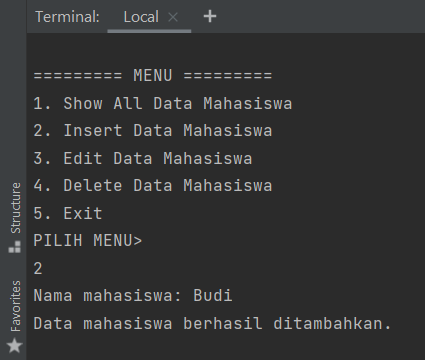 Terminal: Local × +
========= MENU =========
1. Show All Data Mahasiswa
2. Insert Data Mahasiswa
3. Edit Data Mahasiswa
4. Delete Data Mahasiswa
5. Exit
PILIH MENU>
2
Nama mahasiswa: Budi
Data mahasiswa berhasil ditambahkan.
Structure
Favorites